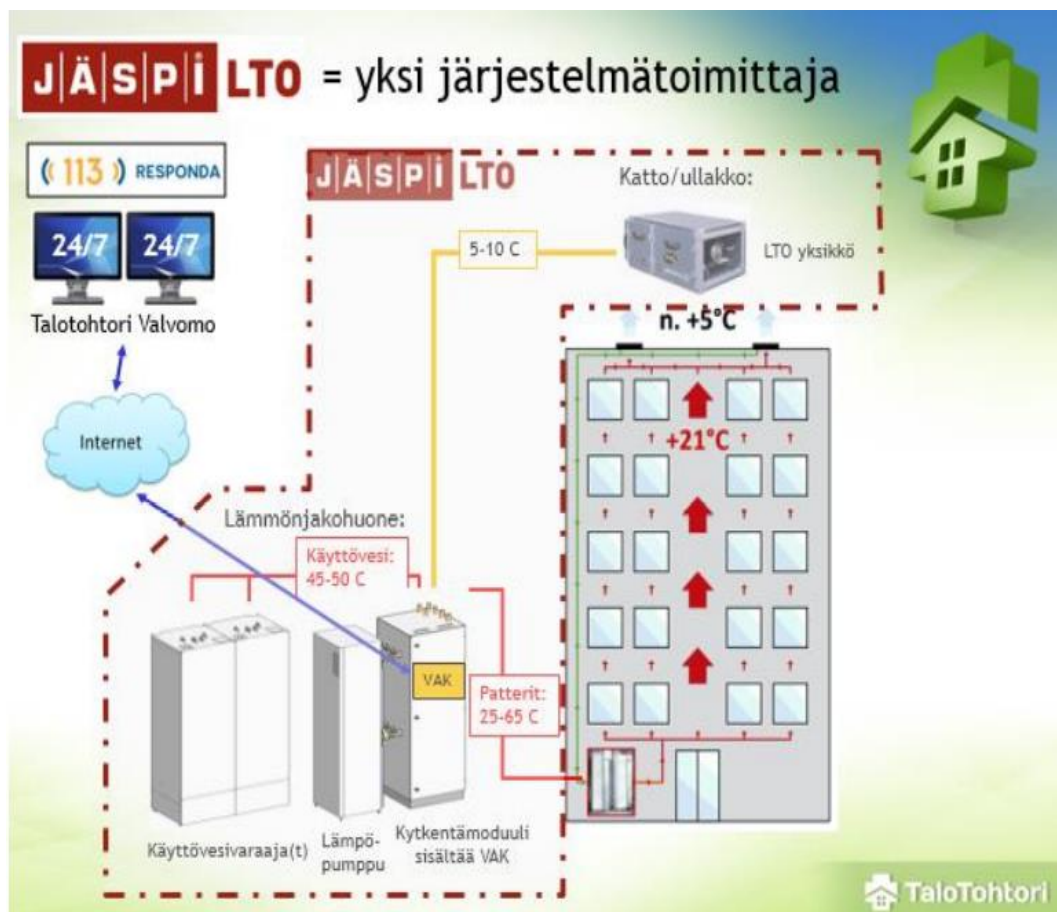 JÄSPI LTO = yksi järjestelmätoimittaja
113 RESPONDA
JÄSPI LTO
Katto/ullakko:
24/7 24/7
5-10 C
LTO yksikkö
Talotohtori Valvomo
n. +5°C
Internet
+21°C
Lämmönjakohuone:
Käyttövesi:
45-50 C
VAK
Patterit:
25-65 C
Käyttövesivaraaja(t)
Lämpö-
pumppu
Kytkentämoduuli
sisältää VAK
TaloTohtori